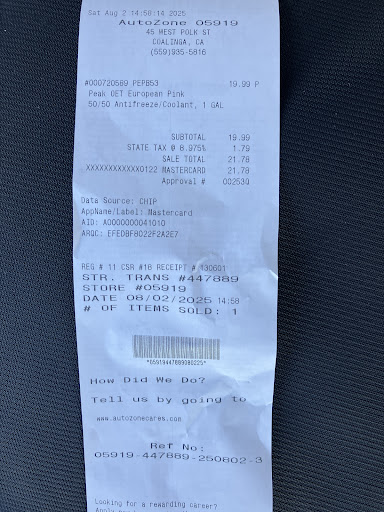 Sat Aug 2 14:58:14 2025
AutoZone 05919
45 WEST POLK ST
COALINGA, CA
(559)935-5816
#000720589 PEPB53 19.99 P
Peak OET European Pink
50/50 Antifreeze/Coolant, 1 GAL
SUBTOTAL 19.99
STATE TAX @ 8.975% 1.79
SALE TOTAL 21.78
XXXXXXXXXXXX0122 MASTERCARD 21.78
Approval # 00253Q
Data Source: CHIP
AppName/Label: Mastercard
AID: A0000000041010
ARQC: EFEDBF8022F2A2E7
REG # 11 CSR #16 RECEIPT # 130601
STR. TRANS #447889
STORE #05919
DATE 08/02/2025 14:58
# OF ITEMS SOLD: 1
*05919447889080225*
How Did We Do?
Tell us by going to
www.autozonecares.com
Ref No:
05919-447889-250802-3
Looking for a rewarding career?